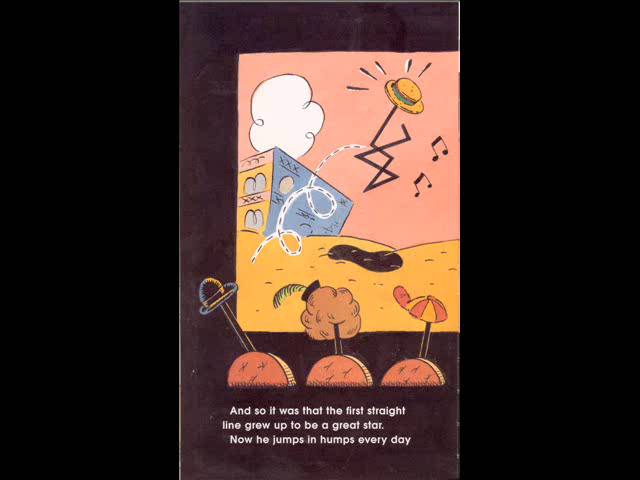 And so it was that the first straight
line grew up to be a great star.
Now he jumps in humps every day